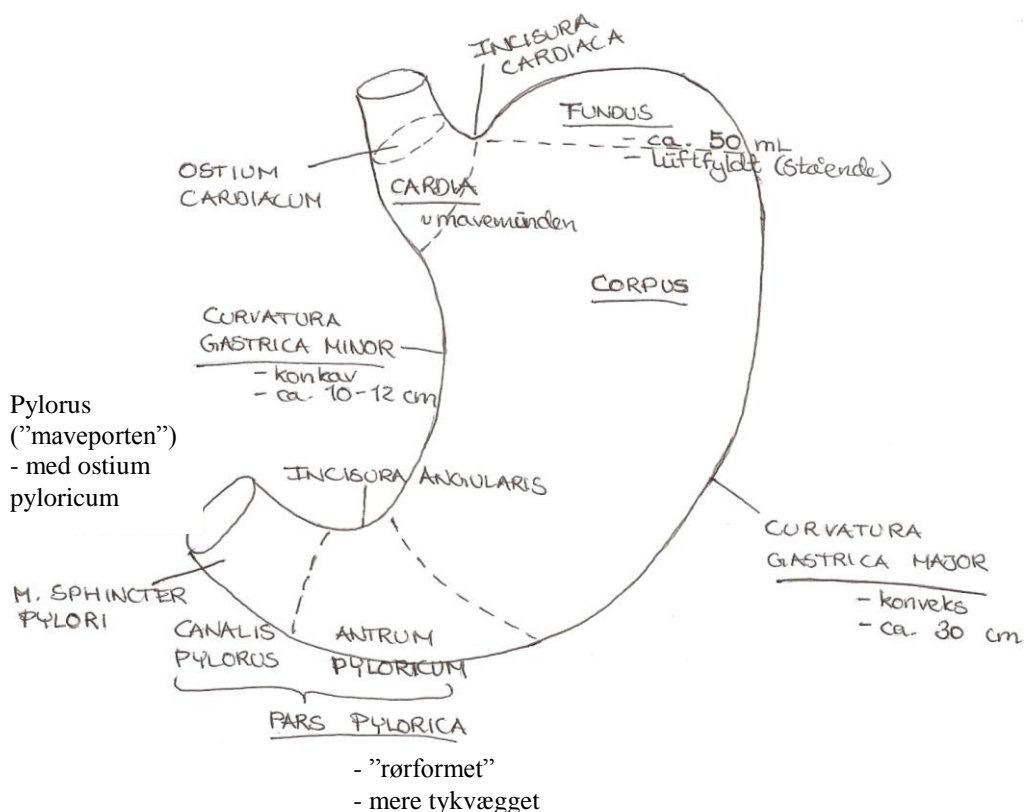 INCISURA
CARDIACA
FUNDUS
- ca. 50 mL
- luftfyldt (stående)
OSTIUM
CARDIACUM
CARDIA
~ mavemunden
CORPUS
CURVATURA
GASTRICA MINOR
- konkav
- ca. 10-12 cm
Pylorus
(”maveporten”)
- med ostium
pyloricum
INCISURA ANGULARIS
CURVATURA
GASTRICA MAJOR
- konveks
- ca. 30 cm
M. SPHINCTER
PYLORI
CANALIS
PYLORUS
ANTRUM
PYLORICUM
PARS PYLORICA
- ”rørformet”
- mere tykvægget